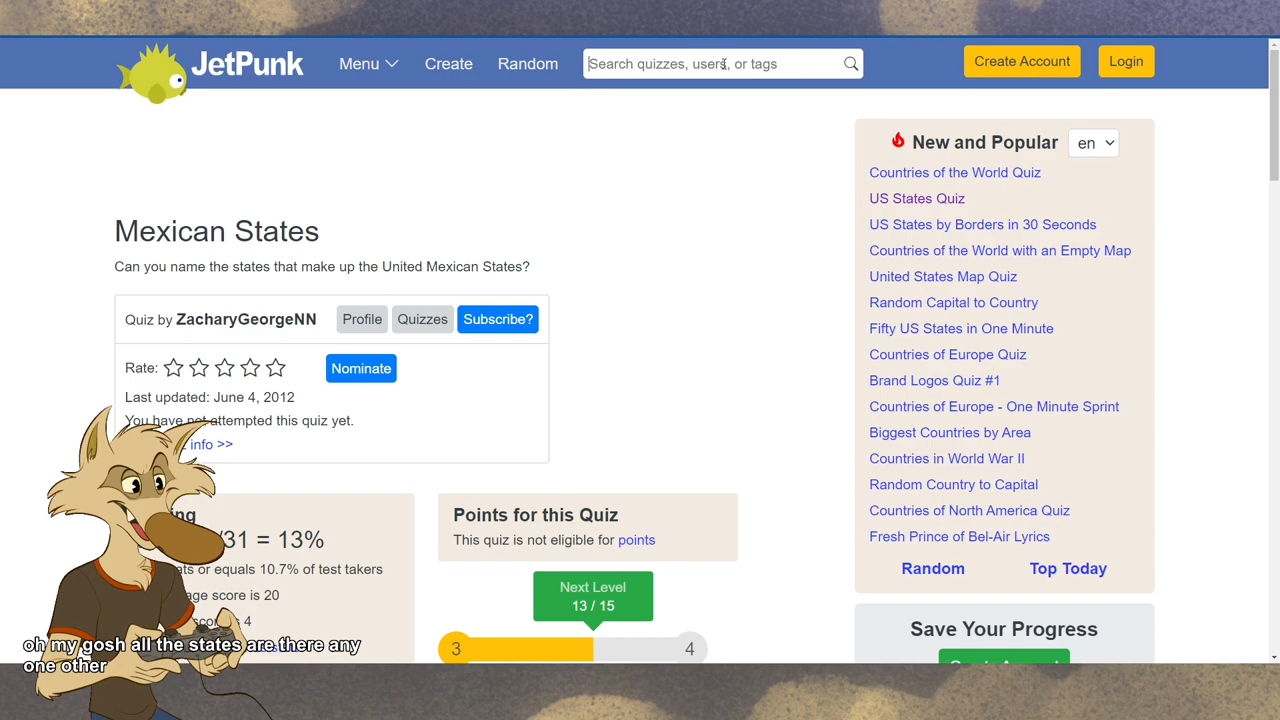 JetPunk
Menu
Create
Random
Search quizzes, users, or tags
Create Account
Login
Mexican States
Can you name the states that make up the United Mexican States?
Quiz by ZacharyGeorgeNN
Profile
Quizzes
Subscribe?
Rate:
Nominate
Last updated: June 4, 2012
You have not attempted this quiz yet.
info >>
/31 = 13%
or equals 10.7% of test takers
score is 20
4
Points for this Quiz
This quiz is not eligible for points
Next Level
13 / 15
3
4
New and Popular
en
Countries of the World Quiz
US States Quiz
US States by Borders in 30 Seconds
Countries of the World with an Empty Map
United States Map Quiz
Random Capital to Country
Fifty US States in One Minute
Countries of Europe Quiz
Brand Logos Quiz #1
Countries of Europe - One Minute Sprint
Biggest Countries by Area
Countries in World War II
Random Country to Capital
Countries of North America Quiz
Fresh Prince of Bel-Air Lyrics
Random
Top Today
Save Your Progress
oh my gosh all the states are there any
one other